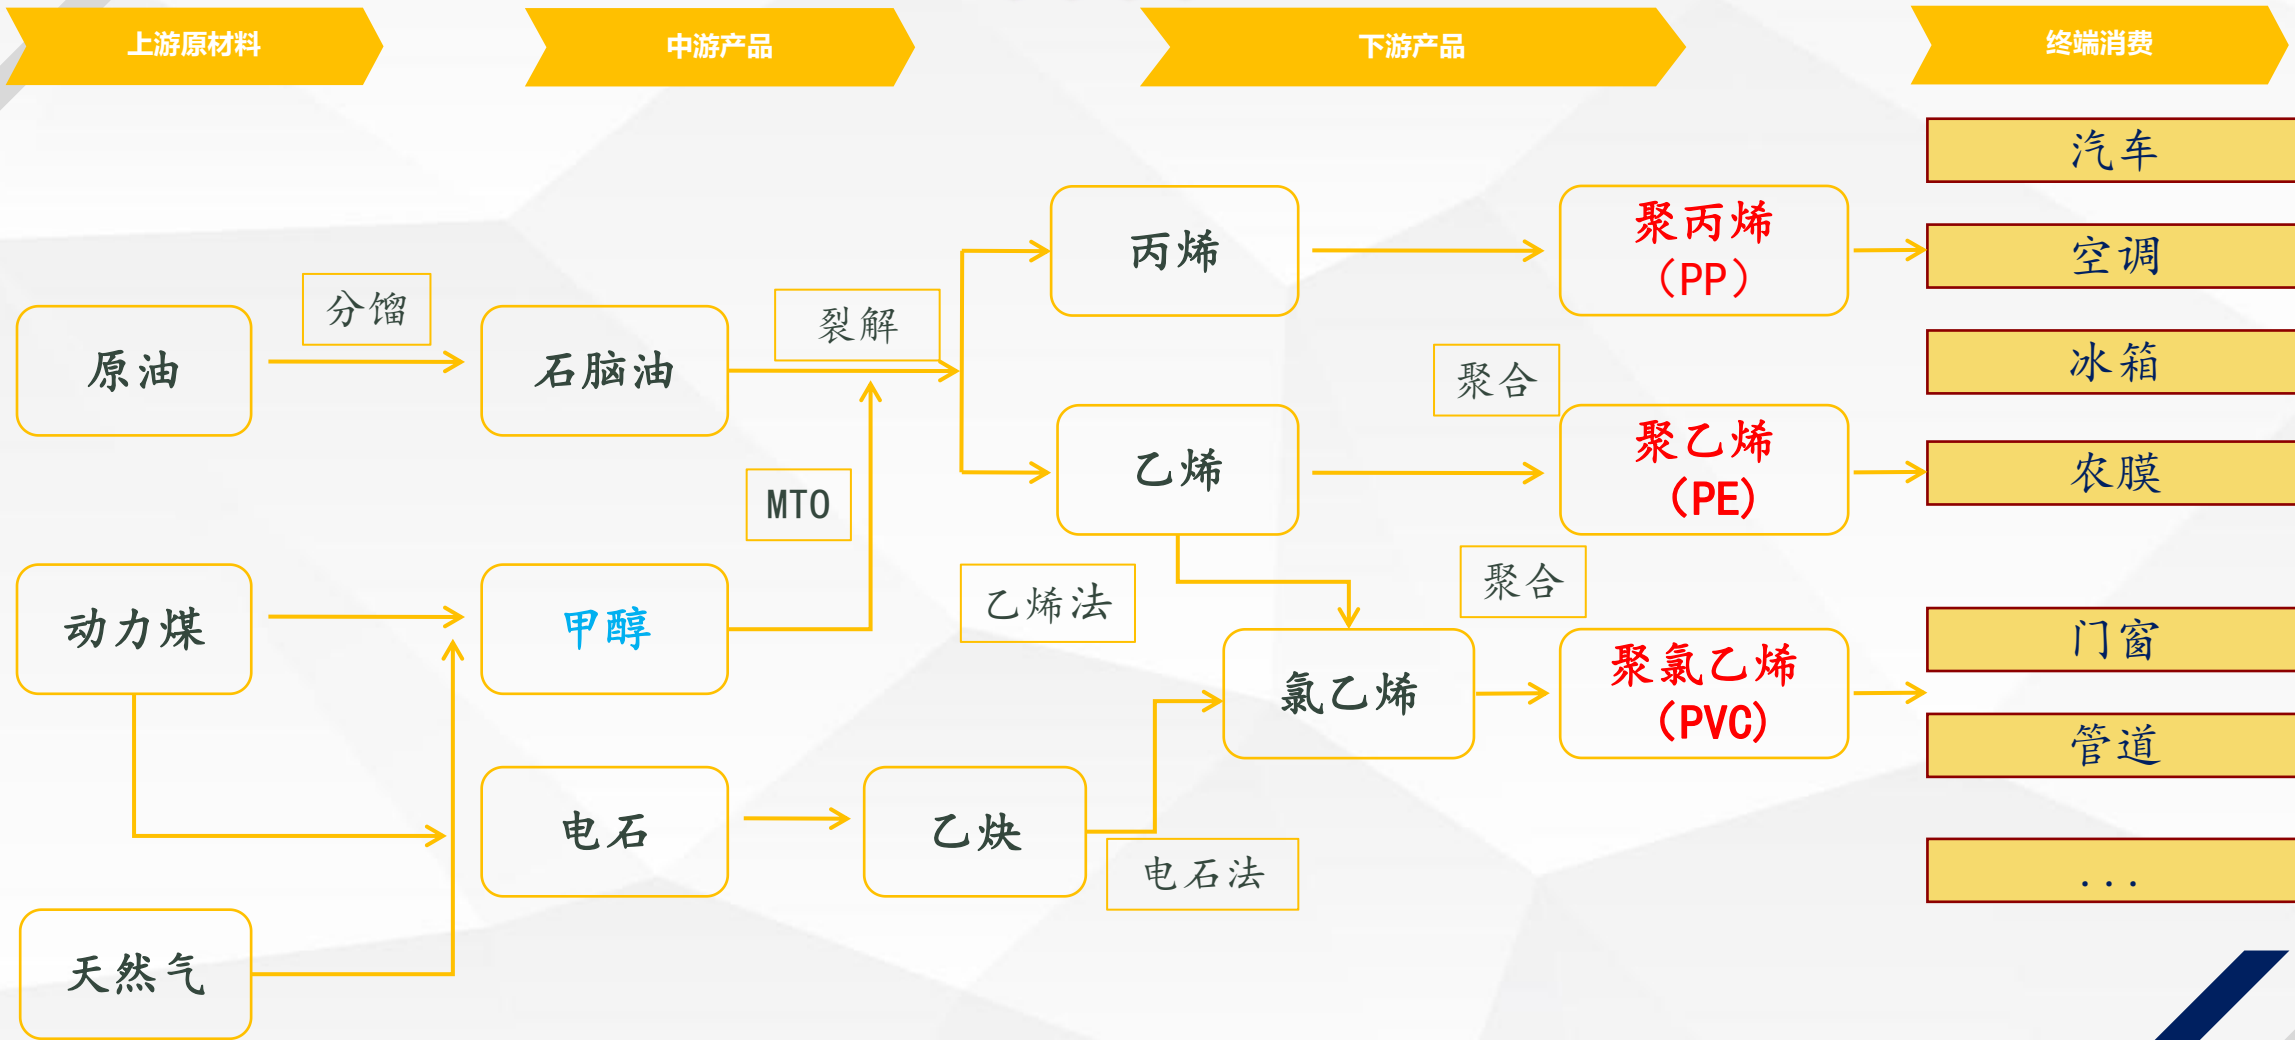 上游原材料
中游产品
下游产品
终端消费
汽车
聚丙烯
（PP）
丙烯
空调
分馏
裂解
原油
石脑油
冰箱
聚合
聚乙烯
（PE）
乙烯
农膜
MTO
乙烯法
聚合
动力煤
甲醇
门窗
氯乙烯
聚氯乙烯
（PVC）
管道
电石
乙炔
电石法
...
天然气